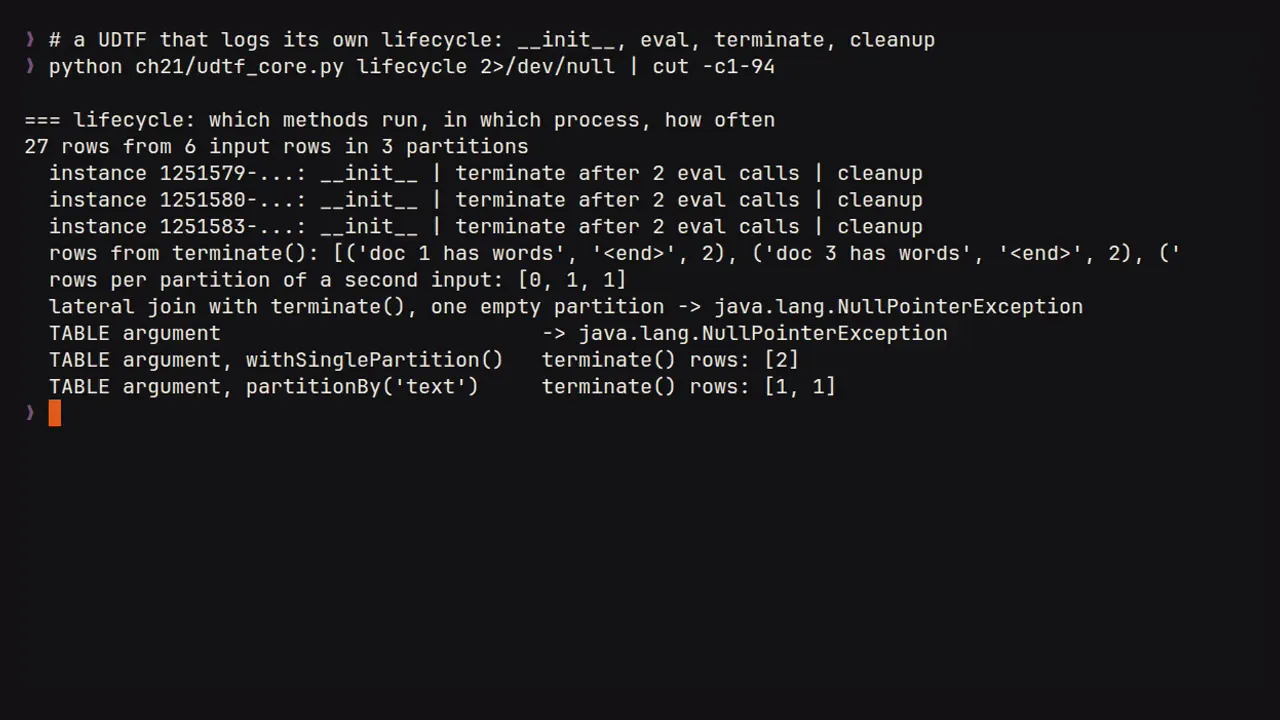 ❯ # a UDTF that logs its own lifecycle: __init__, eval, terminate, cleanup
❯ python ch21/udtf_core.py lifecycle 2>/dev/null | cut -c1-94
=== lifecycle: which methods run, in which process, how often
27 rows from 6 input rows in 3 partitions
  instance 1251579-...: __init__ | terminate after 2 eval calls | cleanup
  instance 1251580-...: __init__ | terminate after 2 eval calls | cleanup
  instance 1251583-...: __init__ | terminate after 2 eval calls | cleanup
  rows from terminate(): [('doc 1 has words', '<end>', 2), ('doc 3 has words', '<end>', 2), ('
  rows per partition of a second input: [0, 1, 1]
  lateral join with terminate(), one empty partition -> java.lang.NullPointerException
  TABLE argument                          -> java.lang.NullPointerException
  TABLE argument, withSinglePartition()   terminate() rows: [2]
  TABLE argument, partitionBy('text')     terminate() rows: [1, 1]
❯